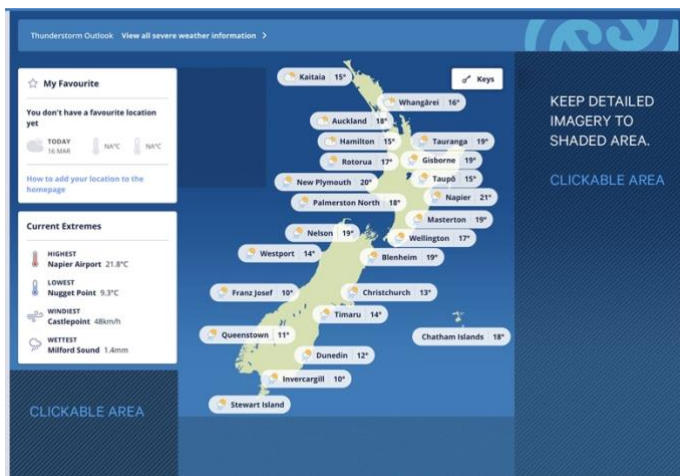 Thunderstorm Outlook View all severe weather information >
My Favourite
You don't have a favourite location
yet
TODAY
16 MAR
NA°C
NA°C
How to add your location to the
homepage
Current Extremes
HIGHEST
Napier Airport 21.8°C
LOWEST
Nugget Point 9.3°C
WINDIEST
Castlepoint 48km/h
WETTEST
Milford Sound 1.4mm
CLICKABLE AREA
Keys
Kaitaia 15°
Whangārei 16°
Auckland 18°
Hamilton 15°
Tauranga 19°
Rotorua 17°
Gisborne 19°
Taupō 15°
New Plymouth 20°
Napier 21°
Palmerston North 18°
Masterton 19°
Nelson 19°
Wellington 17°
Westport 14°
Blenheim 19°
Franz Josef 10°
Christchurch 13°
Timaru 14°
Queenstown 11°
Chatham Islands 18°
Dunedin 12°
Invercargill 10°
Stewart Island
KEEP DETAILED
IMAGERY TO
SHADED AREA.
CLICKABLE AREA